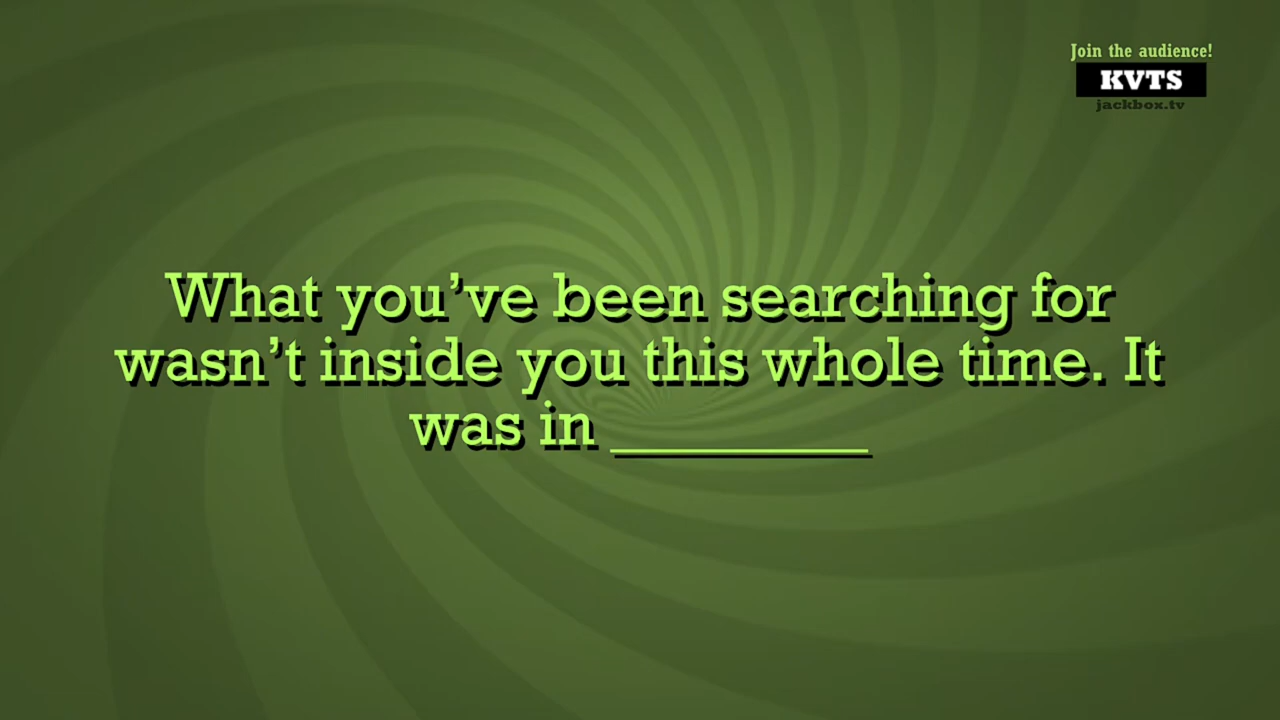 Join the audience!
KVTS
jackbox.tv
What you’ve been searching for
wasn’t inside you this whole time. It
was in ________